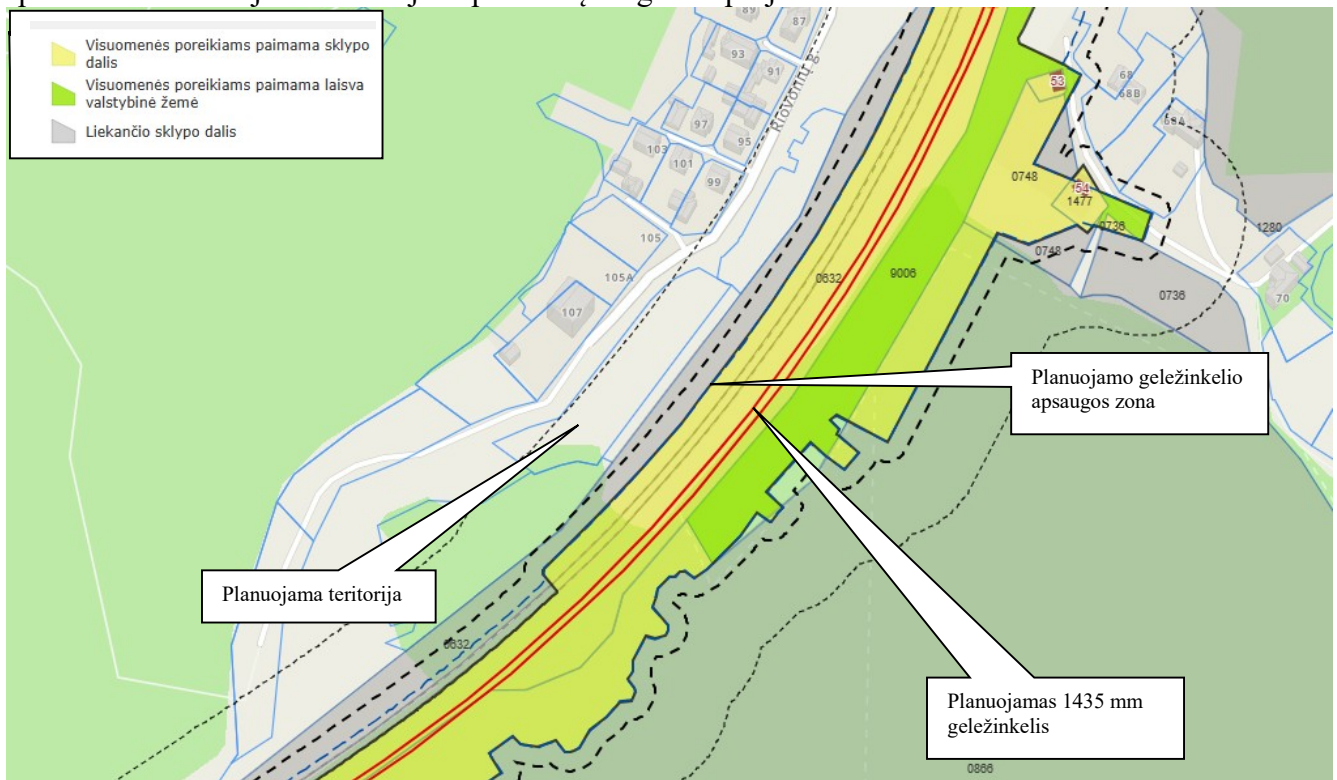 Visuomenės poreikiams paimama sklypo
dalis
Visuomenės poreikiams paimama laisva
valstybinė žemė
Liekančio sklypo dalis
89
87
93
91
Riovonių g.
97
95
103
101
99
105
105A
107
53
68
68B
68A
0748
54
1477
0736
1280
0748
0736
70
0632
9006
Planuojamo geležinkelio
apsaugos zona
Planuojama teritorija
0632
Planuojamas 1435 mm
geležinkelis
0866